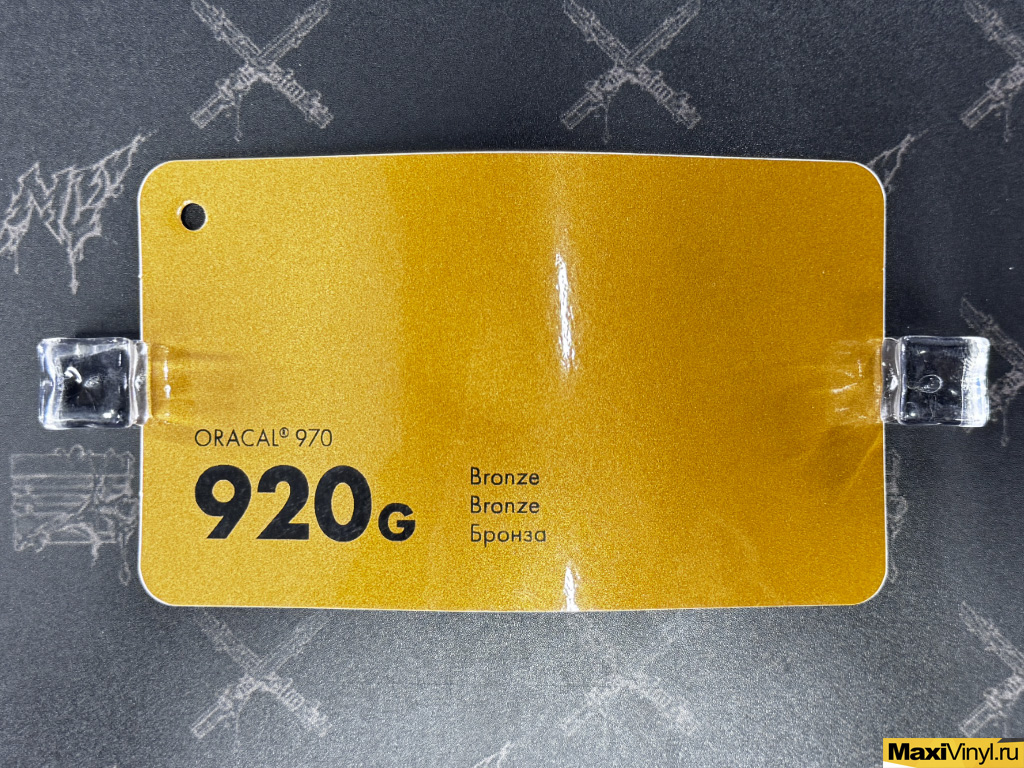 ORACAL® 970
920G
Bronze
Bronze
Бронза
MaxiVinyl.ru